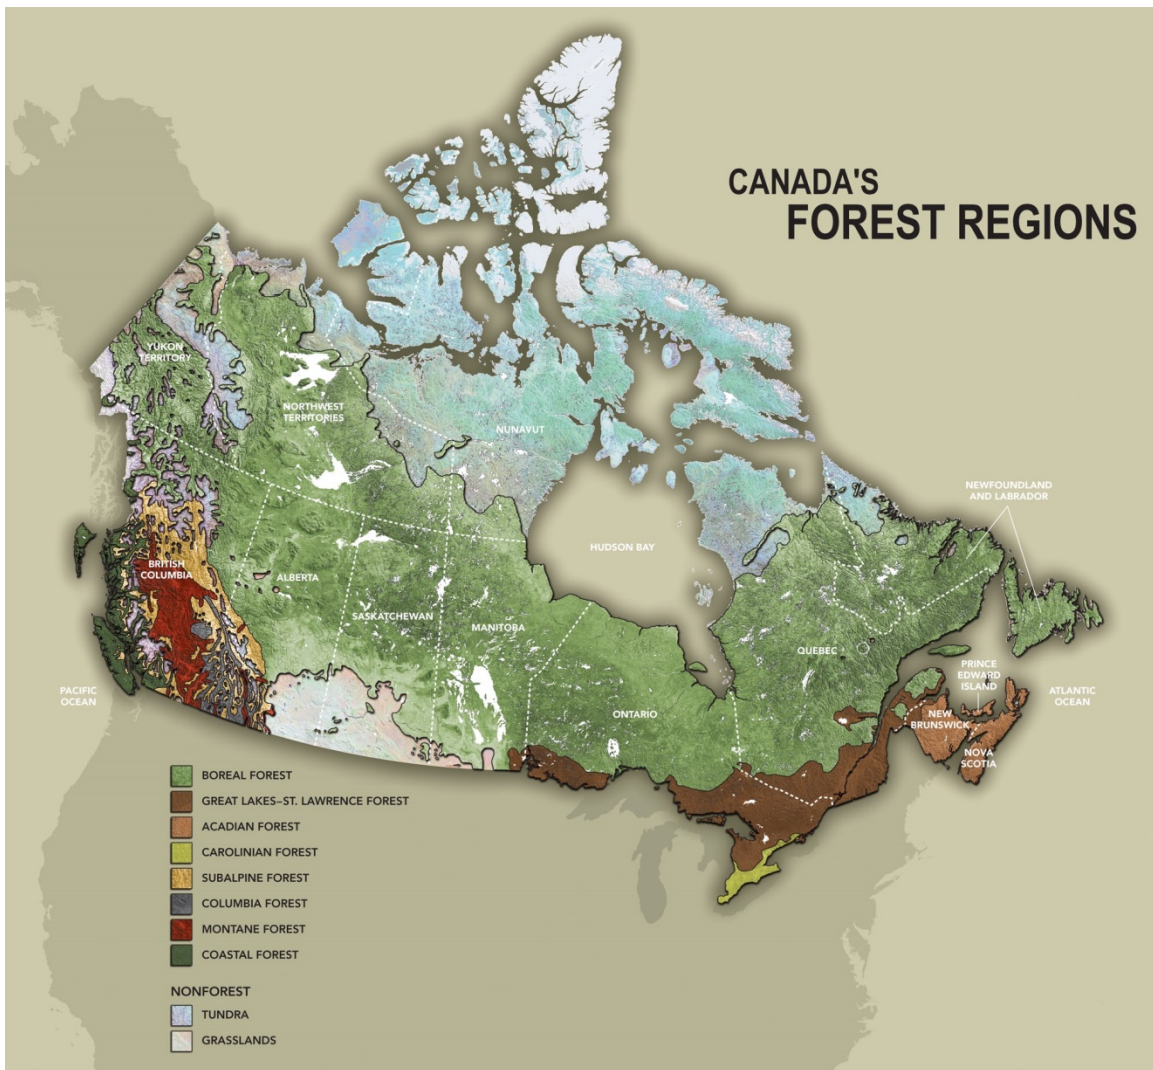 CANADA'S
FOREST REGIONS
YUKON
TERRITORY
NORTHWEST
TERRITORIES
NUNAVUT
NEWFOUNDLAND
AND LABRADOR
HUDSON BAY
BRITISH
COLUMBIA
ALBERTA
SASKATCHEWAN
MANITOBA
QUEBEC
PRINCE
EDWARD
ISLAND
PACIFIC
OCEAN
ATLANTIC
OCEAN
ONTARIO
NEW
BRUNSWICK
NOVA
SCOTIA
BOREAL FOREST
GREAT LAKES–ST. LAWRENCE FOREST
ACADIAN FOREST
CAROLINIAN FOREST
SUBALPINE FOREST
COLUMBIA FOREST
MONTANE FOREST
COASTAL FOREST
NONFOREST
TUNDRA
GRASSLANDS